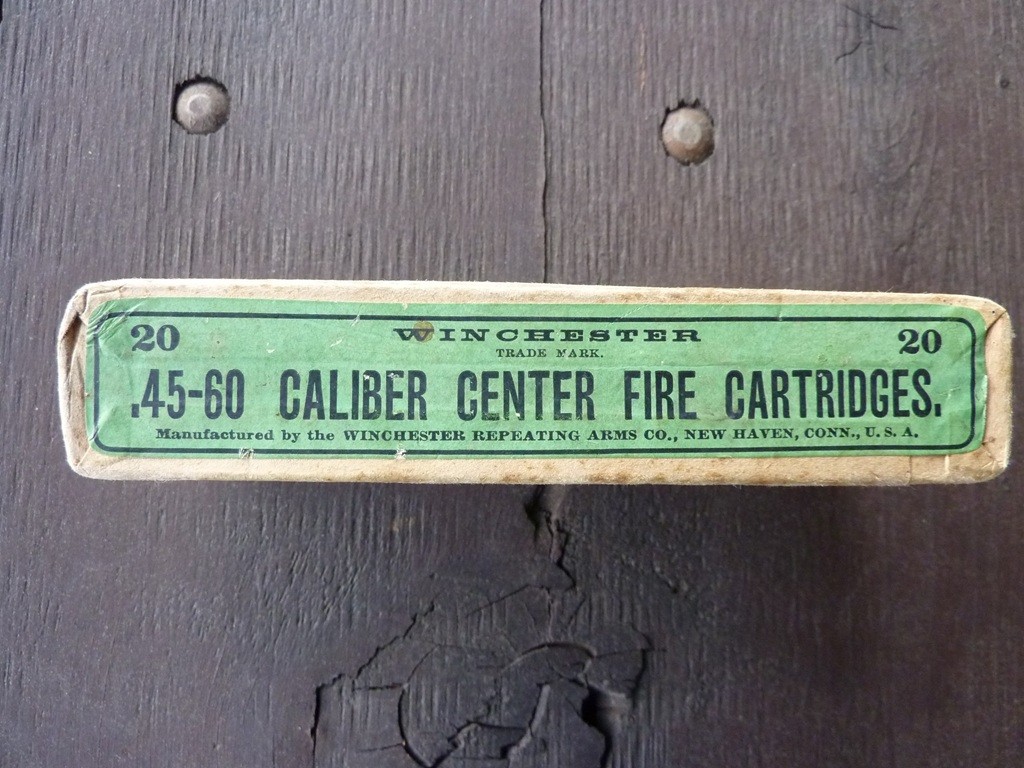 20 WINCHESTER 20
TRADE MARK.
.45-60 CALIBER CENTER FIRE CARTRIDGES.
Manufactured by the WINCHESTER REPEATING ARMS CO., NEW HAVEN, CONN., U. S. A.